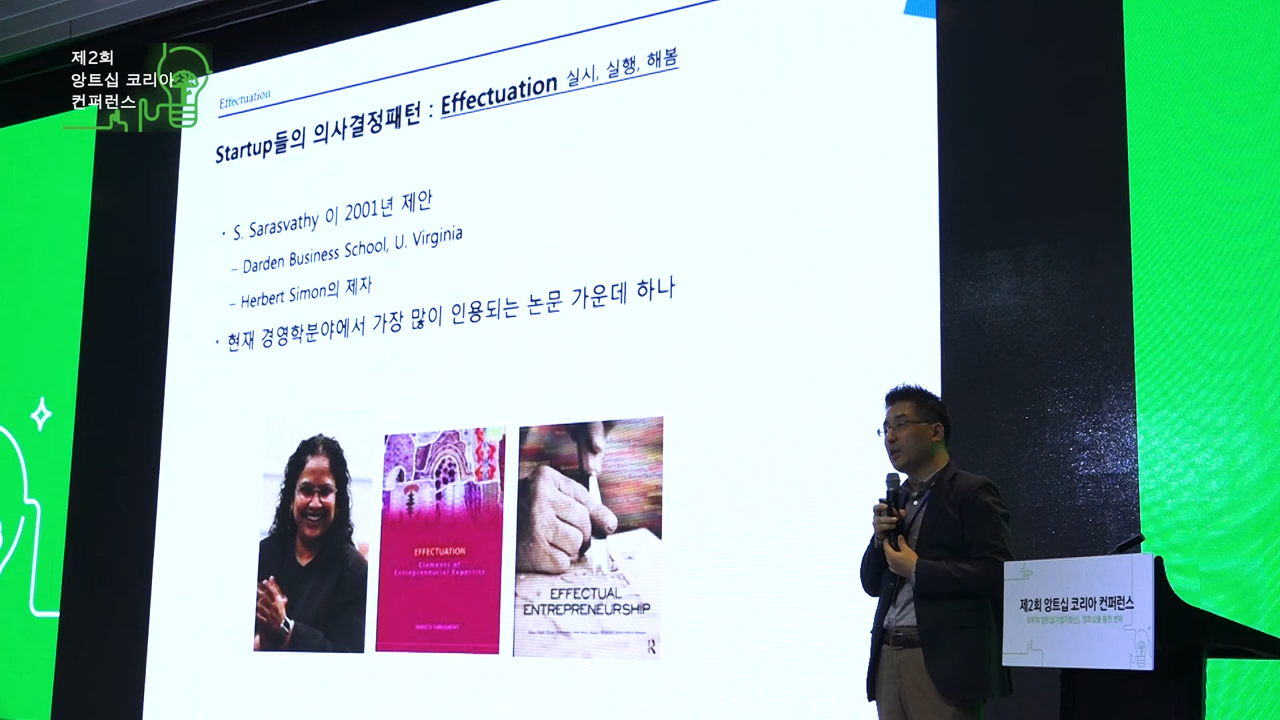 제2회
앙트십 코리아
컨퍼런스
Effectuation
Startup들의 의사결정패턴 : Effectuation 실시, 실행, 해봄
· S. Sarasvathy 이 2001년 제안
– Darden Business School, U. Virginia
– Herbert Simon의 제자
· 현재 경영학분야에서 가장 많이 인용되는 논문 가운데 하나
EFFECTUATION
Elements of
Entrepreneurial Expertise
EFFECTUAL
ENTREPRENEURSHIP
R
제2회 앙트십 코리아 컨퍼런스